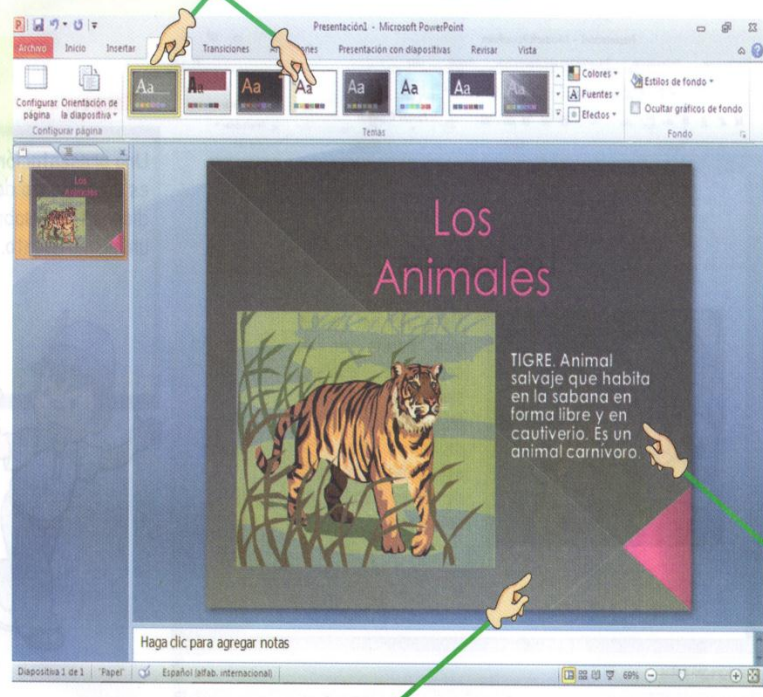 Presentación1 - Microsoft PowerPoint
Archivo Inicio Insertar Transiciones Presentación con diapositivas Revisar Vista
Aa Aa Aa Aa Aa Aa Aa Aa
Colores
Fuentes
Efectos
Estilos de fondo
Ocultar gráficos de fondo
Configurar página
Orientación de la diapositiva
Configurar página Temas Fondo
1
Los
Animales
Los
Animales
TIGRE. Animal
salvaje que habita
en la sabana en
forma libre y en
cautiverio. Es un
animal carnívoro.
Haga clic para agregar notas
Diapositiva 1 de 1 "Papel" Español (alfab. internacional) 69%